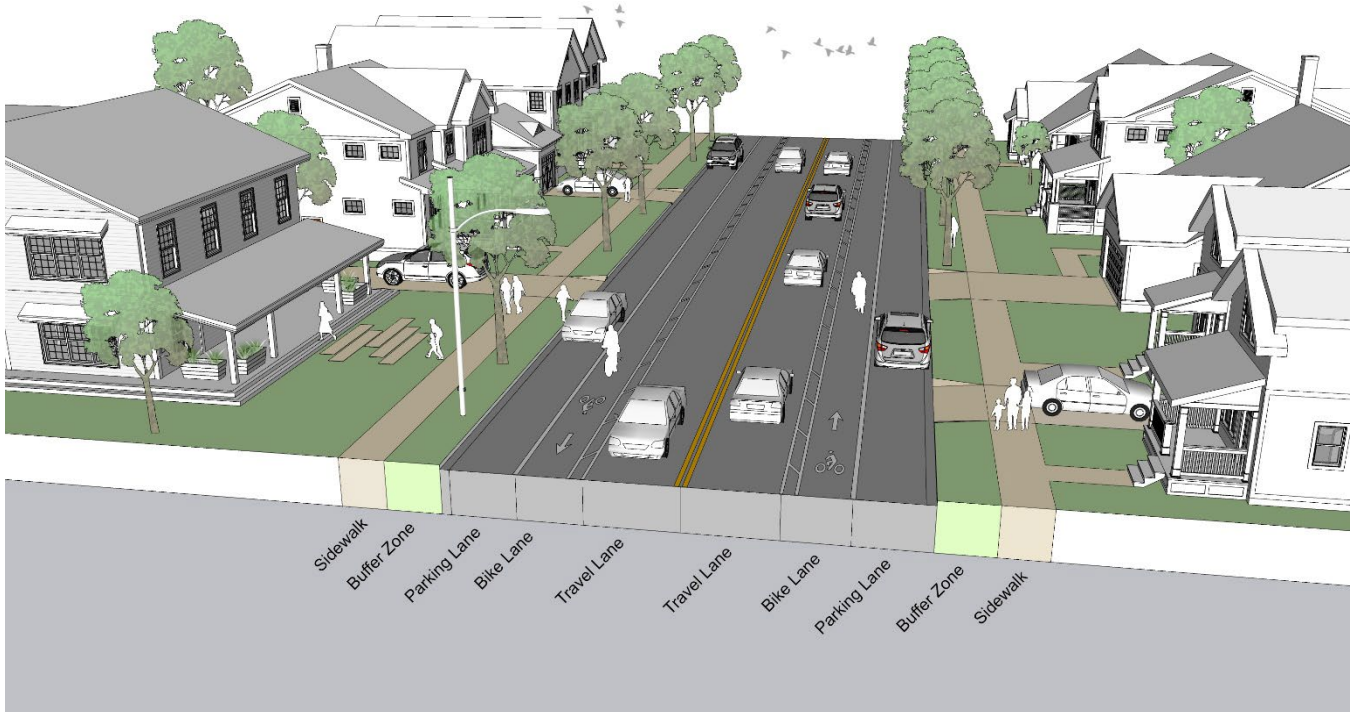 Sidewalk
Buffer Zone
Parking Lane
Bike Lane
Travel Lane
Travel Lane
Bike Lane
Parking Lane
Buffer Zone
Sidewalk